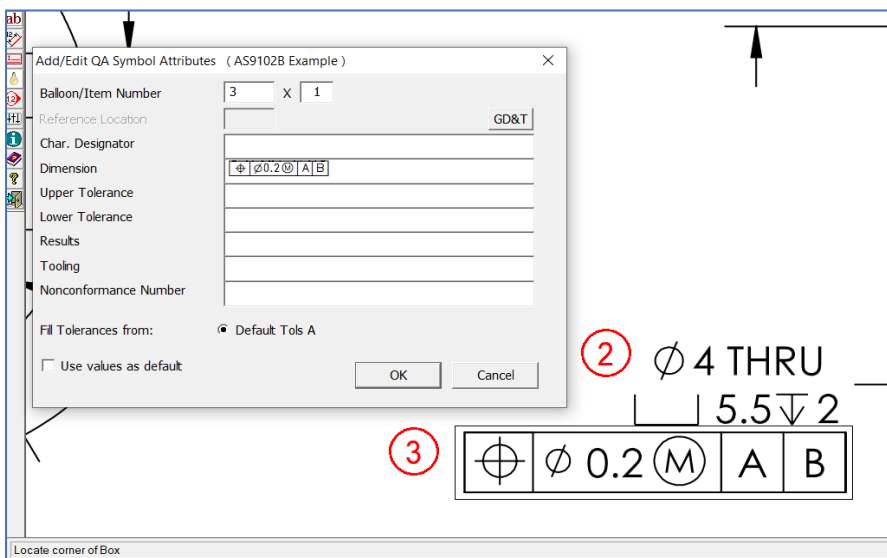 ab
Add/Edit QA Symbol Attributes ( AS9102B Example )
Balloon/Item Number 3 X 1
Reference Location GD&T
Char. Designator
Dimension ⌖ ⌀0.2Ⓜ A B
Upper Tolerance
Lower Tolerance
Results
Tooling
Nonconformance Number
Fill Tolerances from: Default Tols A
Use values as default
OK Cancel
2 ⌀ 4 THRU
⌴ 5.5 ↧ 2
3 ⌖ ⌀ 0.2 Ⓜ A B
Locate corner of Box